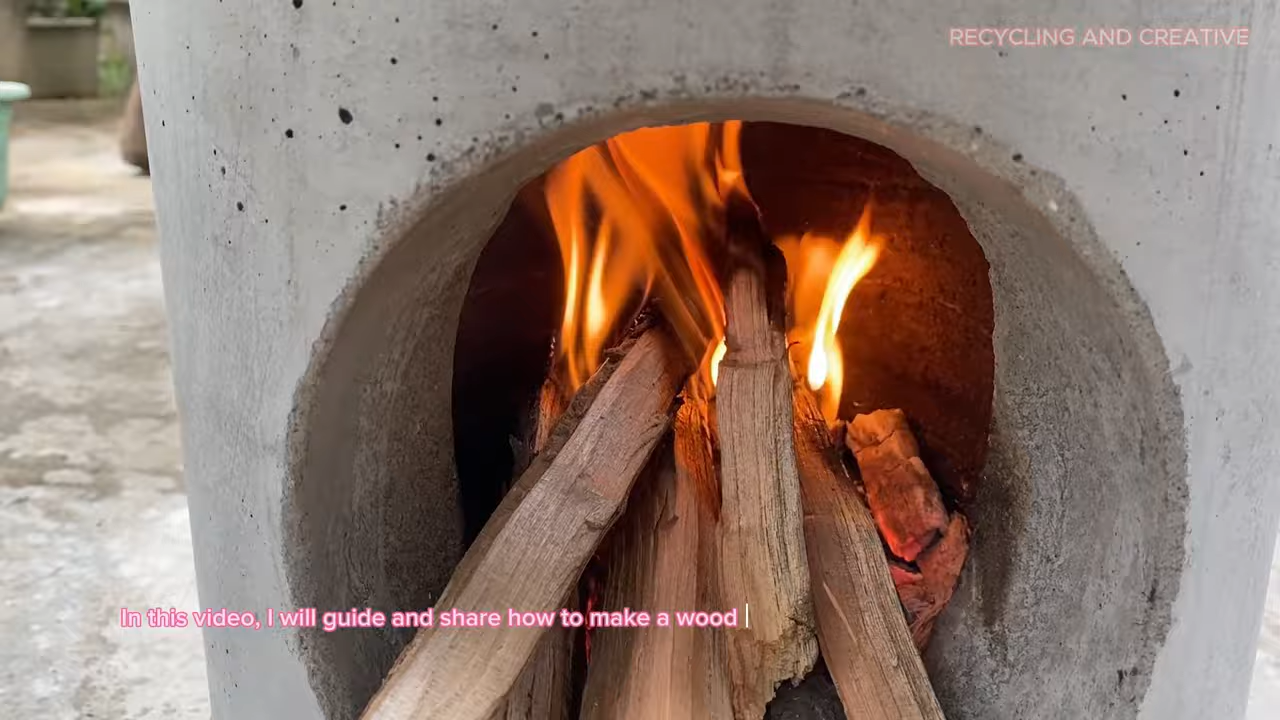 RECYCLING AND CREATIVE
In this video, I will guide and share how to make a wood